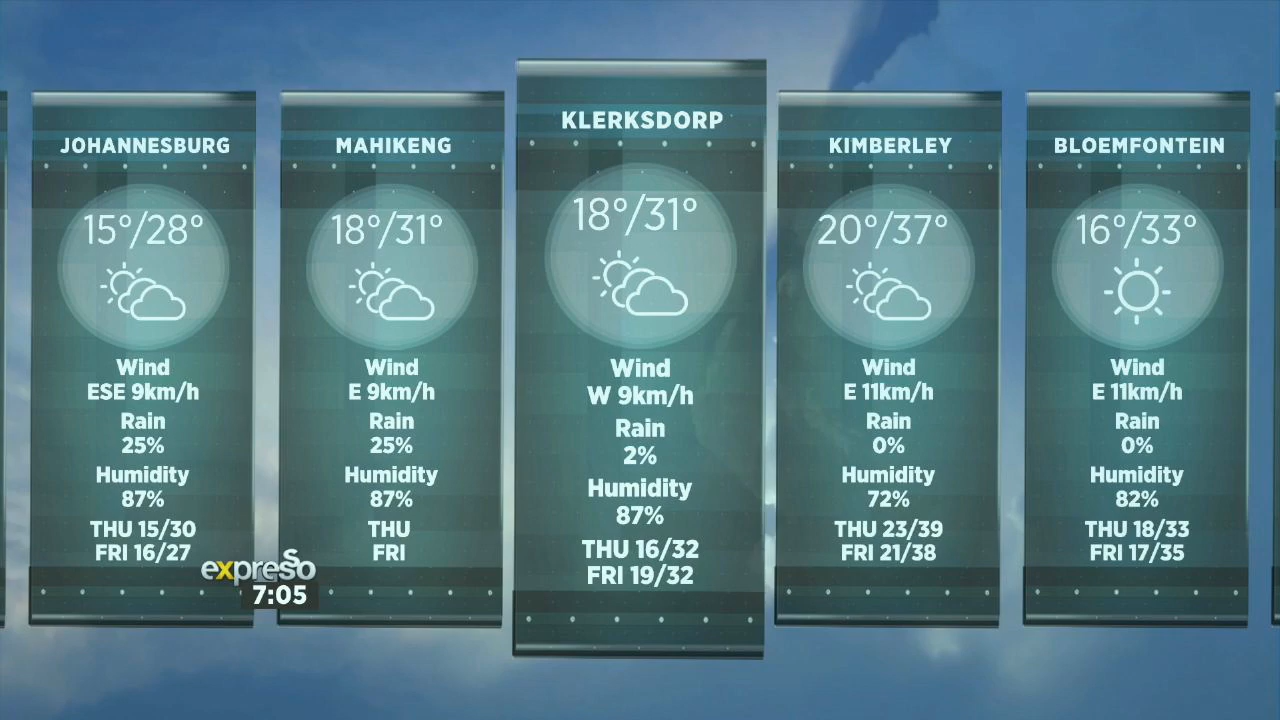 JOHANNESBURG
15°/28°
Wind
ESE 9km/h
Rain
25%
Humidity
87%
THU 15/30
FRI 16/27
MAHIKENG
18°/31°
Wind
E 9km/h
Rain
25%
Humidity
87%
THU
FRI
KLERKSDORP
18°/31°
Wind
W 9km/h
Rain
2%
Humidity
87%
THU 16/32
FRI 19/32
KIMBERLEY
20°/37°
Wind
E 11km/h
Rain
0%
Humidity
72%
THU 23/39
FRI 21/38
BLOEMFONTEIN
16°/33°
Wind
E 11km/h
Rain
0%
Humidity
82%
THU 18/33
FRI 17/35
expresso
7:05